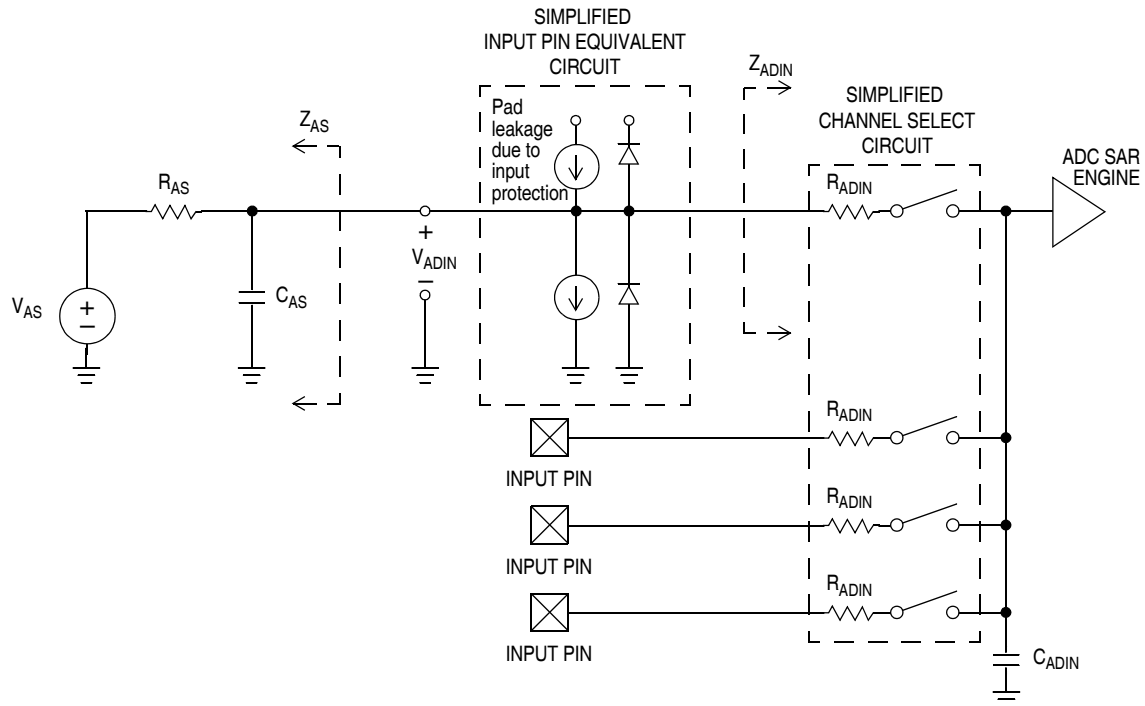 SIMPLIFIED
INPUT PIN EQUIVALENT
CIRCUIT
Pad
leakage
due to
input
protection
Z_ADIN
SIMPLIFIED
CHANNEL SELECT
CIRCUIT
ADC SAR
ENGINE
Z_AS
R_AS
R_ADIN
+
V_ADIN
–
C_AS
V_AS
+
–
R_ADIN
INPUT PIN
R_ADIN
INPUT PIN
R_ADIN
INPUT PIN
C_ADIN